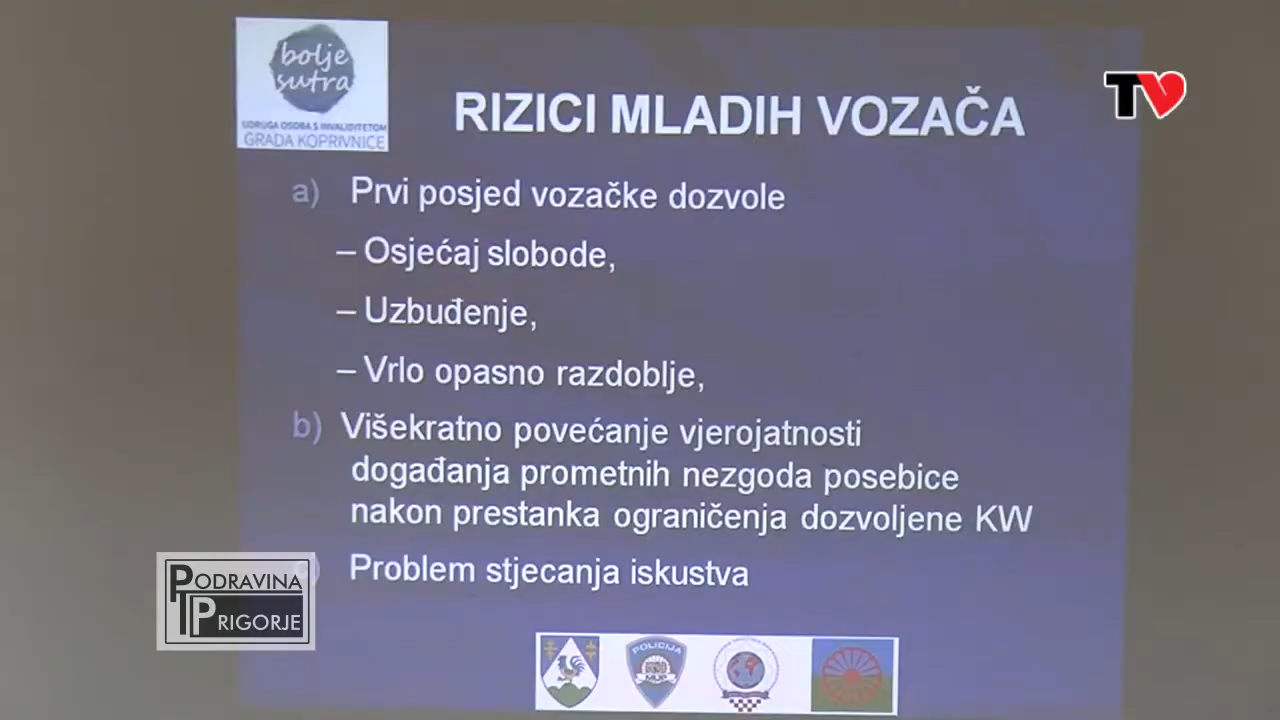 bolje
sutra
UDRUGA OSOBA S INVALIDITETOM
GRADA KOPRIVNICE
TV
RIZICI MLADIH VOZAČA
a) Prvi posjed vozačke dozvole
– Osjećaj slobode,
– Uzbuđenje,
– Vrlo opasno razdoblje,
b) Višekratno povećanje vjerojatnosti
događanja prometnih nezgoda posebice
nakon prestanka ograničenja dozvoljene KW
Problem stjecanja iskustva
PODRAVINA
PRIGORJE
POLICIJA